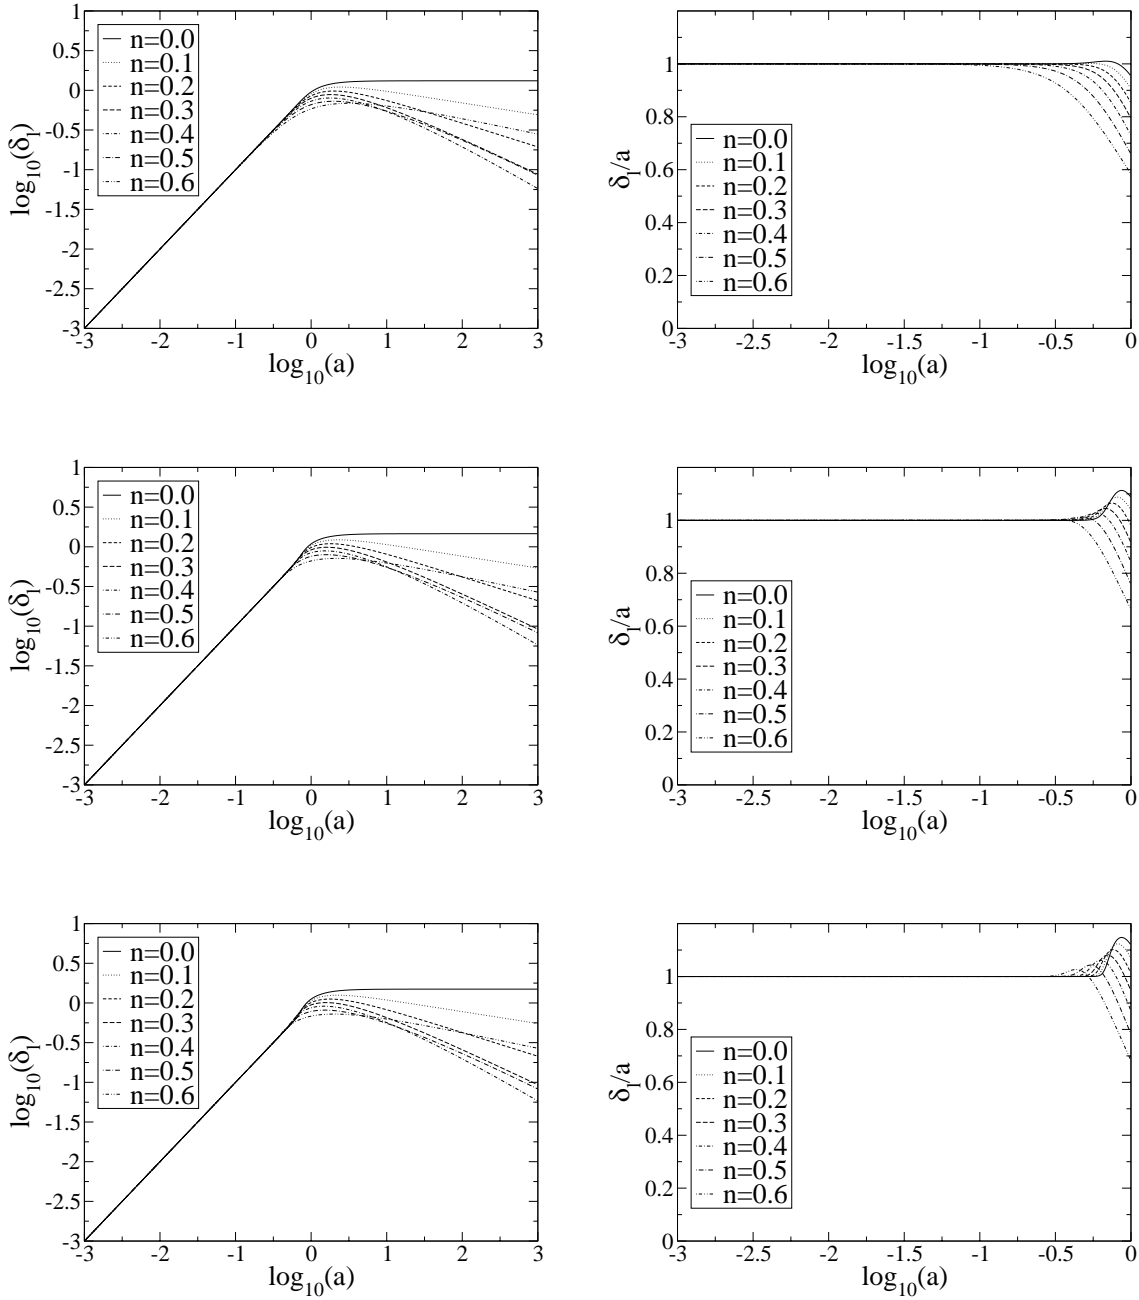 1
0.5
0
-0.5
-1
-1.5
-2
-2.5
-3
log10(δl)
n=0.0
n=0.1
n=0.2
n=0.3
n=0.4
n=0.5
n=0.6
-3 -2 -1 0 1 2 3
log10(a)
1
0.8
0.6
0.4
0.2
0
δl/a
n=0.0
n=0.1
n=0.2
n=0.3
n=0.4
n=0.5
n=0.6
-3 -2.5 -2 -1.5 -1 -0.5 0
log10(a)
1
0.5
0
-0.5
-1
-1.5
-2
-2.5
-3
log10(δl)
n=0.0
n=0.1
n=0.2
n=0.3
n=0.4
n=0.5
n=0.6
-3 -2 -1 0 1 2 3
log10(a)
1
0.8
0.6
0.4
0.2
0
δl/a
n=0.0
n=0.1
n=0.2
n=0.3
n=0.4
n=0.5
n=0.6
-3 -2.5 -2 -1.5 -1 -0.5 0
log10(a)
1
0.5
0
-0.5
-1
-1.5
-2
-2.5
-3
log10(δl)
n=0.0
n=0.1
n=0.2
n=0.3
n=0.4
n=0.5
n=0.6
-3 -2 -1 0 1 2 3
log10(a)
1
0.8
0.6
0.4
0.2
0
δl/a
n=0.0
n=0.1
n=0.2
n=0.3
n=0.4
n=0.5
n=0.6
-3 -2.5 -2 -1.5 -1 -0.5 0
log10(a)